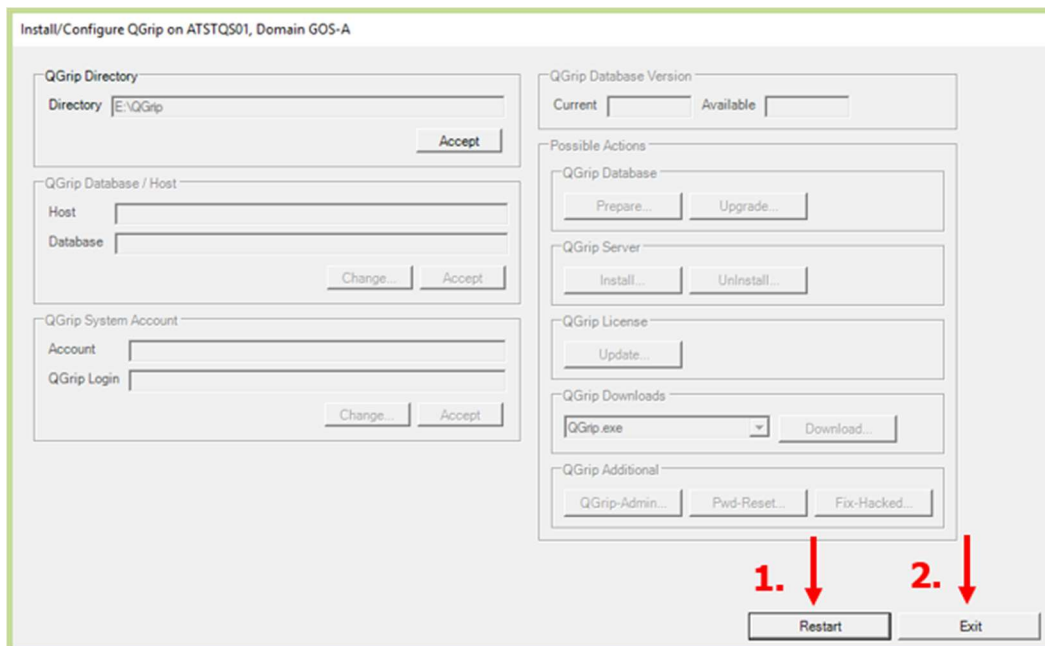 Install/Configure QGrip on ATSTQS01, Domain GOS-A
QGrip Directory
Directory E:\QGrip
Accept
QGrip Database / Host
Host
Database
Change... Accept
QGrip System Account
Account
QGrip Login
Change... Accept
QGrip Database Version
Current Available
Possible Actions
QGrip Database
Prepare... Upgrade...
QGrip Server
Install... UnInstall...
QGrip License
Update...
QGrip Downloads
QGrip.exe Download...
QGrip Additional
QGrip-Admin... Pwd-Reset... Fix-Hacked...
1. 2.
Restart Exit